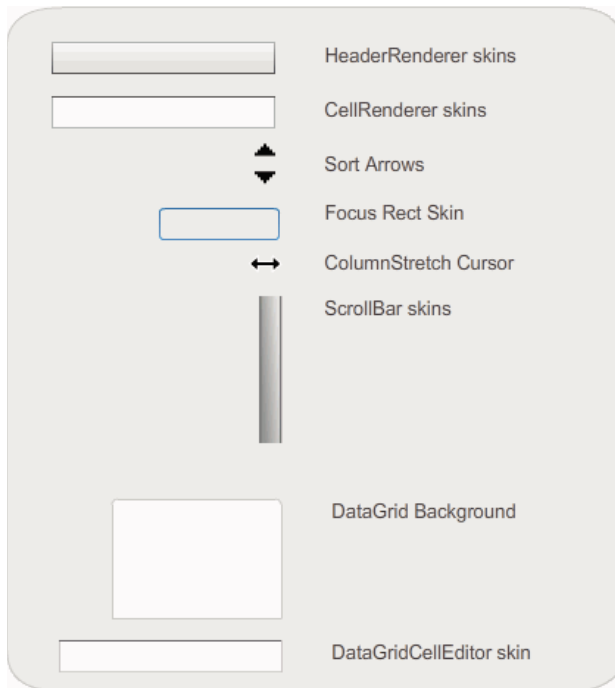 HeaderRenderer skins
CellRenderer skins
Sort Arrows
Focus Rect Skin
ColumnStretch Cursor
ScrollBar skins
DataGrid Background
DataGridCellEditor skin